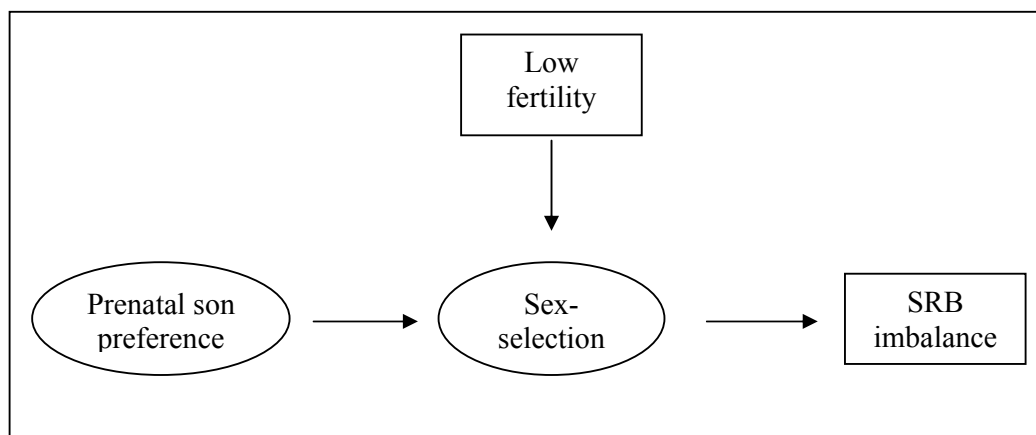 Low
fertility
Prenatal son
preference
Sex-
selection
SRB
imbalance